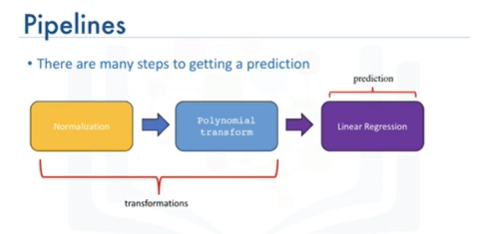 Pipelines
• There are many steps to getting a prediction
prediction
Normalization
Polynomial
transform
Linear Regression
transformations